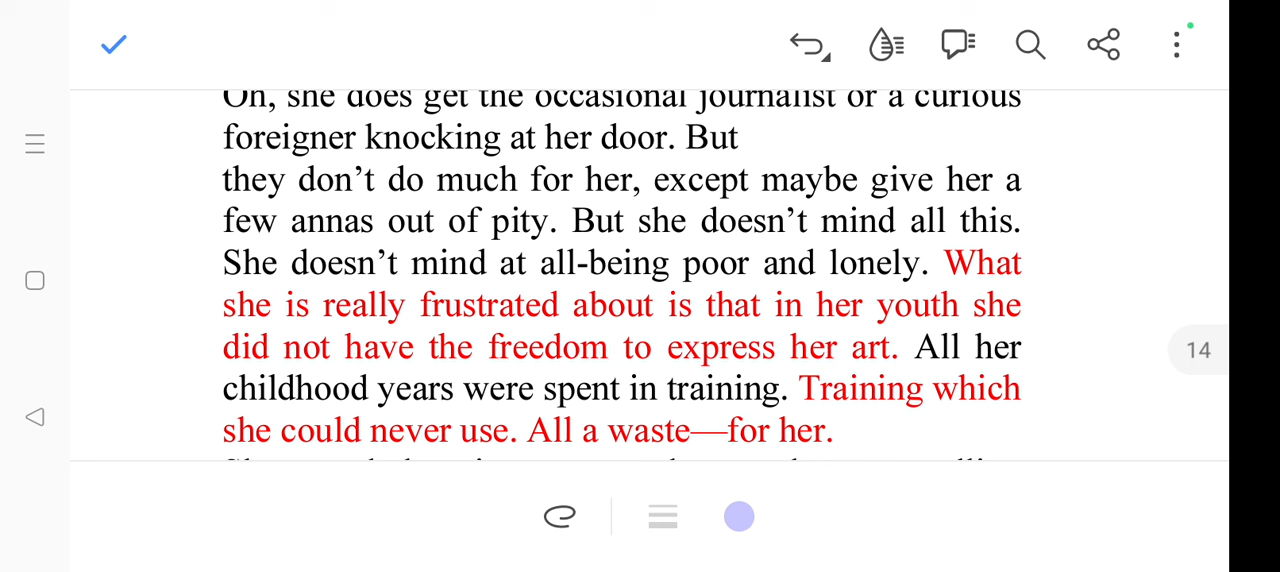 Oh, she does get the occasional journalist or a curious
foreigner knocking at her door. But
they don't do much for her, except maybe give her a
few annas out of pity. But she doesn't mind all this.
She doesn't mind at all-being poor and lonely. What
she is really frustrated about is that in her youth she
did not have the freedom to express her art. All her
14
childhood years were spent in training. Training which
she could never use. All a waste—for her.